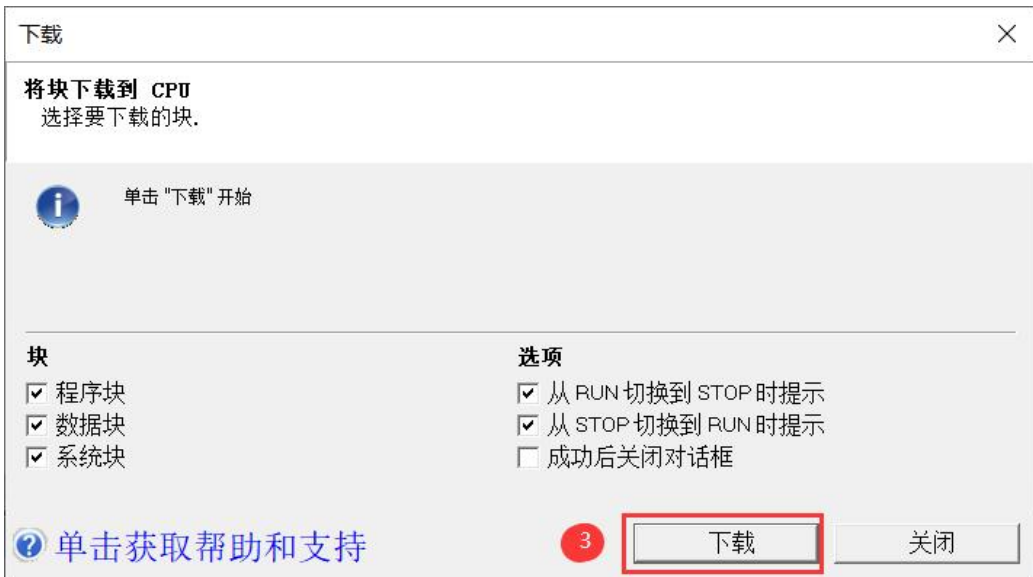 下载
将块下载到 CPU
选择要下载的块.
单击 "下载" 开始
块
程序块
数据块
系统块
选项
从 RUN 切换到 STOP 时提示
从 STOP 切换到 RUN 时提示
成功后关闭对话框
单击获取帮助和支持
3
下载
关闭